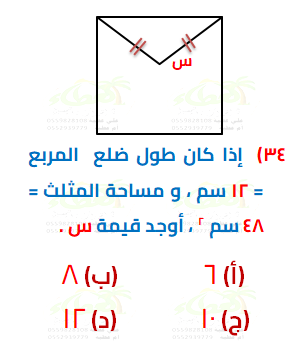 س
٣٤) إذا كان طول ضلع المربع
= ١٢ سم ، و مساحة المثلث =
٤٨ سم ٢ ، أوجد قيمة س .
(أ) ٦ (ب) ٨
(ج) ١٠ (د) ١٢